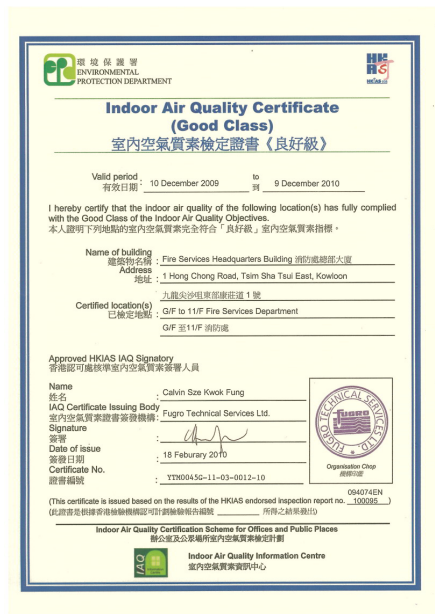 環境保護署
ENVIRONMENTAL
PROTECTION DEPARTMENT
HKIAS
Indoor Air Quality Certificate
(Good Class)
室內空氣質素檢定證書《良好級》
Valid period : 10 December 2009 to 9 December 2010
有效日期 到
I hereby certify that the indoor air quality of the following location(s) has fully complied
with the Good Class of the Indoor Air Quality Objectives.
本人證明下列地點的室內空氣質素完全符合「良好級」室內空氣質素指標。
Name of building
建築物名稱 : Fire Services Headquarters Building 消防處總部大廈
Address
地址 : 1 Hong Chong Road, Tsim Sha Tsui East, Kowloon
九龍尖沙咀東部康莊道 1 號
Certified location(s)
已檢定地點 : G/F to 11/F Fire Services Department
G/F 至11/F 消防處
Approved HKIAS IAQ Signatory
香港認可處核準室內空氣質素簽署人員
Name
姓名 : Calvin Sze Kwok Fung
IAQ Certificate Issuing Body
室內空氣質素證書簽發機構 : Fugro Technical Services Ltd.
Signature
簽署 :
Date of issue
簽發日期 : 18 Feburary 2010
Certificate No.
證書編號 : YTM0045G-11-03-0012-10
FUGRO TECHNICAL SERVICES LTD
fugro
Organisation Chop
機構印鑑
094074EN
(This certificate is issued based on the results of the HKIAS endorsed inspection report no. 100095 )
(此證書是根據香港檢驗機構認可計劃檢驗報告編號 所得之結果發出)
Indoor Air Quality Certification Scheme for Offices and Public Places
辦公室及公眾場所室內空氣質素檢定計劃
IAQ
Indoor Air Quality Information Centre
室內空氣質素資訊中心